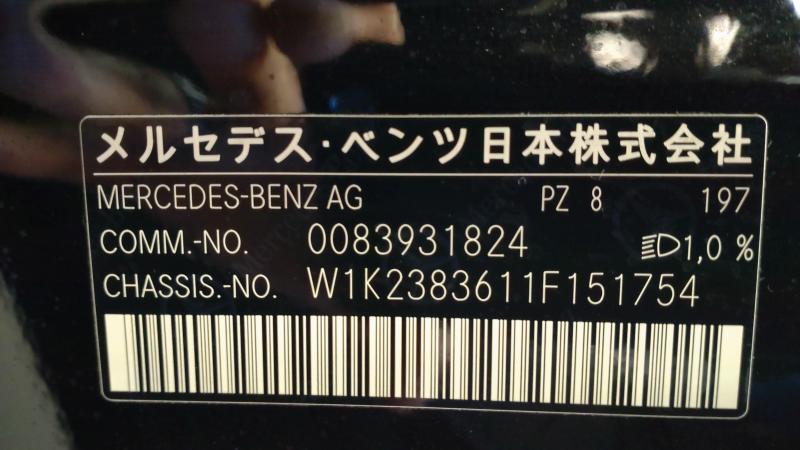 メルセデス・ベンツ日本株式会社
MERCEDES-BENZ AG PZ 8 197
COMM.-NO. 0083931824 1,0 %
CHASSIS.-NO. W1K2383611F151754